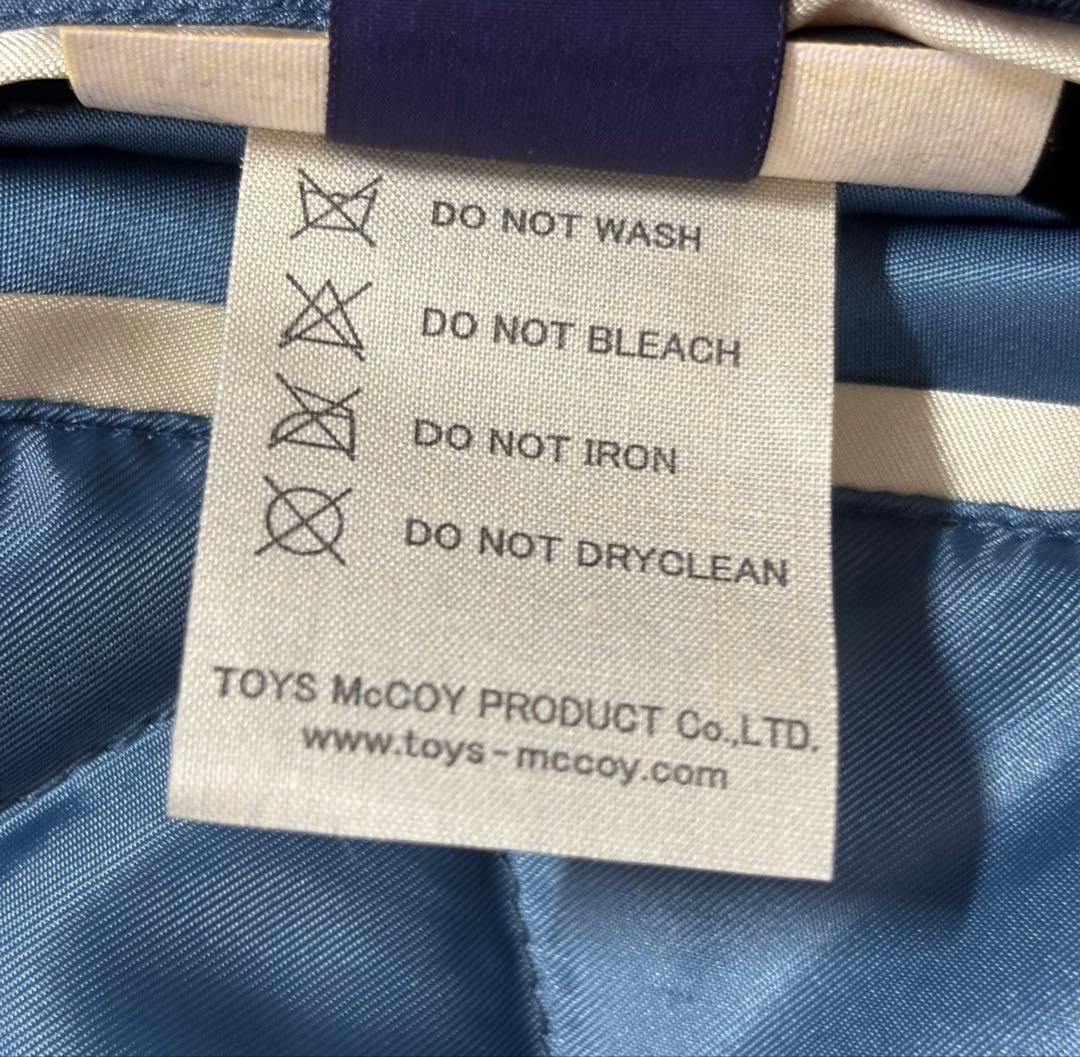 DO NOT WASH
DO NOT BLEACH
DO NOT IRON
DO NOT DRYCLEAN
TOYS McCOY PRODUCT Co.,LTD.
www.toys-mccoy.com